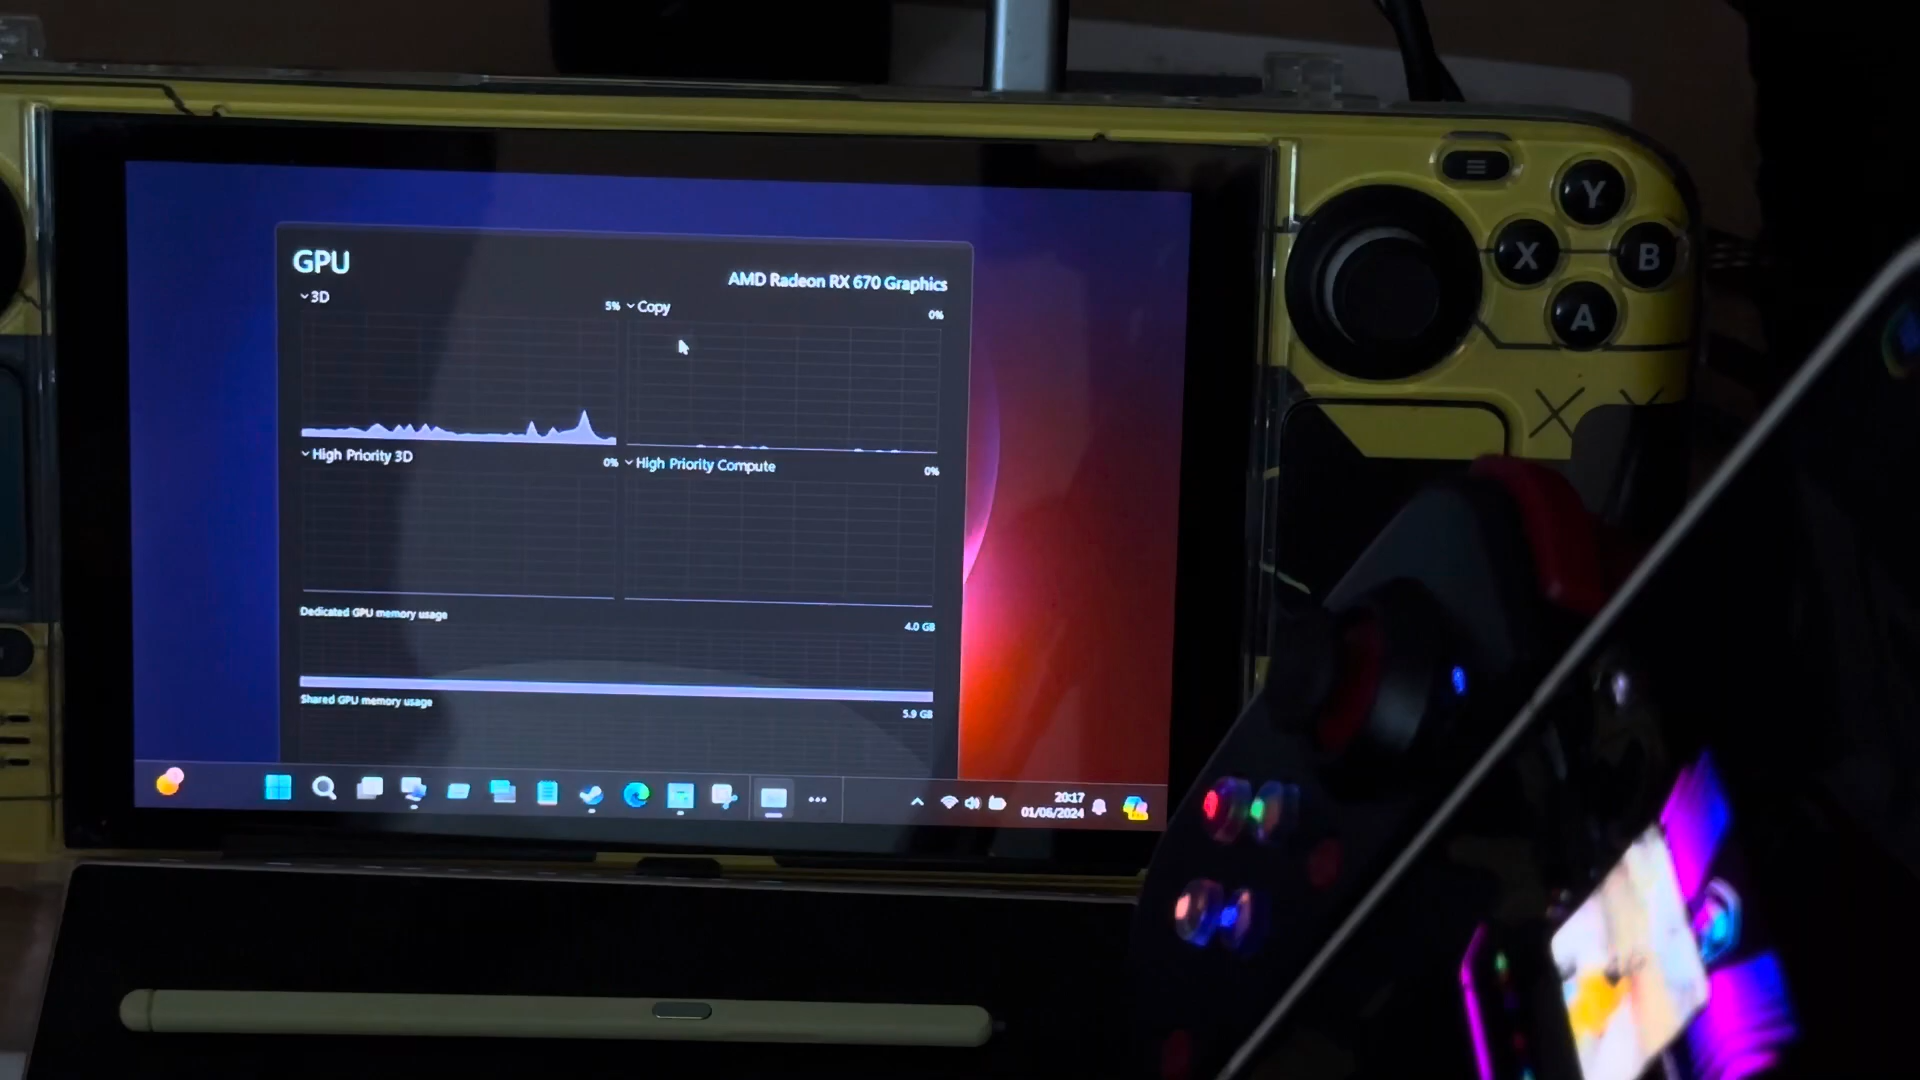 GPU
AMD Radeon RX 670 Graphics
3D
5%
Copy
0%
High Priority 3D
0%
High Priority Compute
0%
Dedicated GPU memory usage
4.0 GB
Shared GPU memory usage
5.9 GB
20:17
01/06/2024
Y
X
B
A